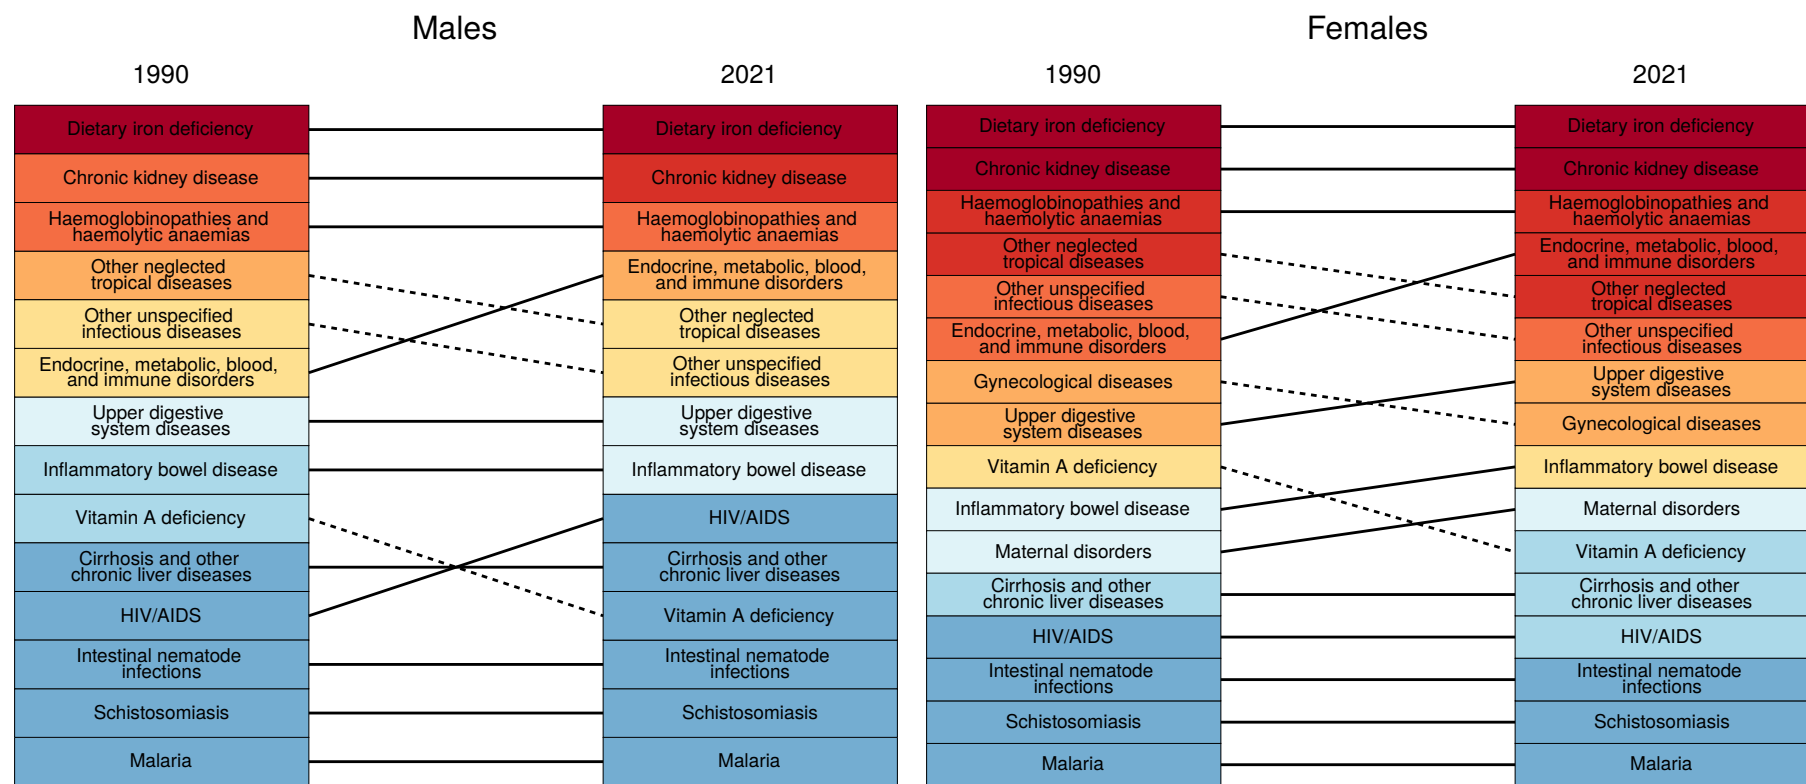 Males
1990
2021
Dietary iron deficiency
Chronic kidney disease
Haemoglobinopathies and
haemolytic anaemias
Other neglected
tropical diseases
Other unspecified
infectious diseases
Endocrine, metabolic, blood,
and immune disorders
Upper digestive
system diseases
Inflammatory bowel disease
Vitamin A deficiency
Cirrhosis and other
chronic liver diseases
HIV/AIDS
Intestinal nematode
infections
Schistosomiasis
Malaria
Dietary iron deficiency
Chronic kidney disease
Haemoglobinopathies and
haemolytic anaemias
Endocrine, metabolic, blood,
and immune disorders
Other neglected
tropical diseases
Other unspecified
infectious diseases
Upper digestive
system diseases
Inflammatory bowel disease
HIV/AIDS
Cirrhosis and other
chronic liver diseases
Vitamin A deficiency
Intestinal nematode
infections
Schistosomiasis
Malaria
Females
1990
2021
Dietary iron deficiency
Chronic kidney disease
Haemoglobinopathies and
haemolytic anaemias
Other neglected
tropical diseases
Other unspecified
infectious diseases
Endocrine, metabolic, blood,
and immune disorders
Gynecological diseases
Upper digestive
system diseases
Vitamin A deficiency
Inflammatory bowel disease
Maternal disorders
Cirrhosis and other
chronic liver diseases
HIV/AIDS
Intestinal nematode
infections
Schistosomiasis
Malaria
Dietary iron deficiency
Chronic kidney disease
Haemoglobinopathies and
haemolytic anaemias
Endocrine, metabolic, blood,
and immune disorders
Other neglected
tropical diseases
Other unspecified
infectious diseases
Upper digestive
system diseases
Gynecological diseases
Inflammatory bowel disease
Maternal disorders
Vitamin A deficiency
Cirrhosis and other
chronic liver diseases
HIV/AIDS
Intestinal nematode
infections
Schistosomiasis
Malaria